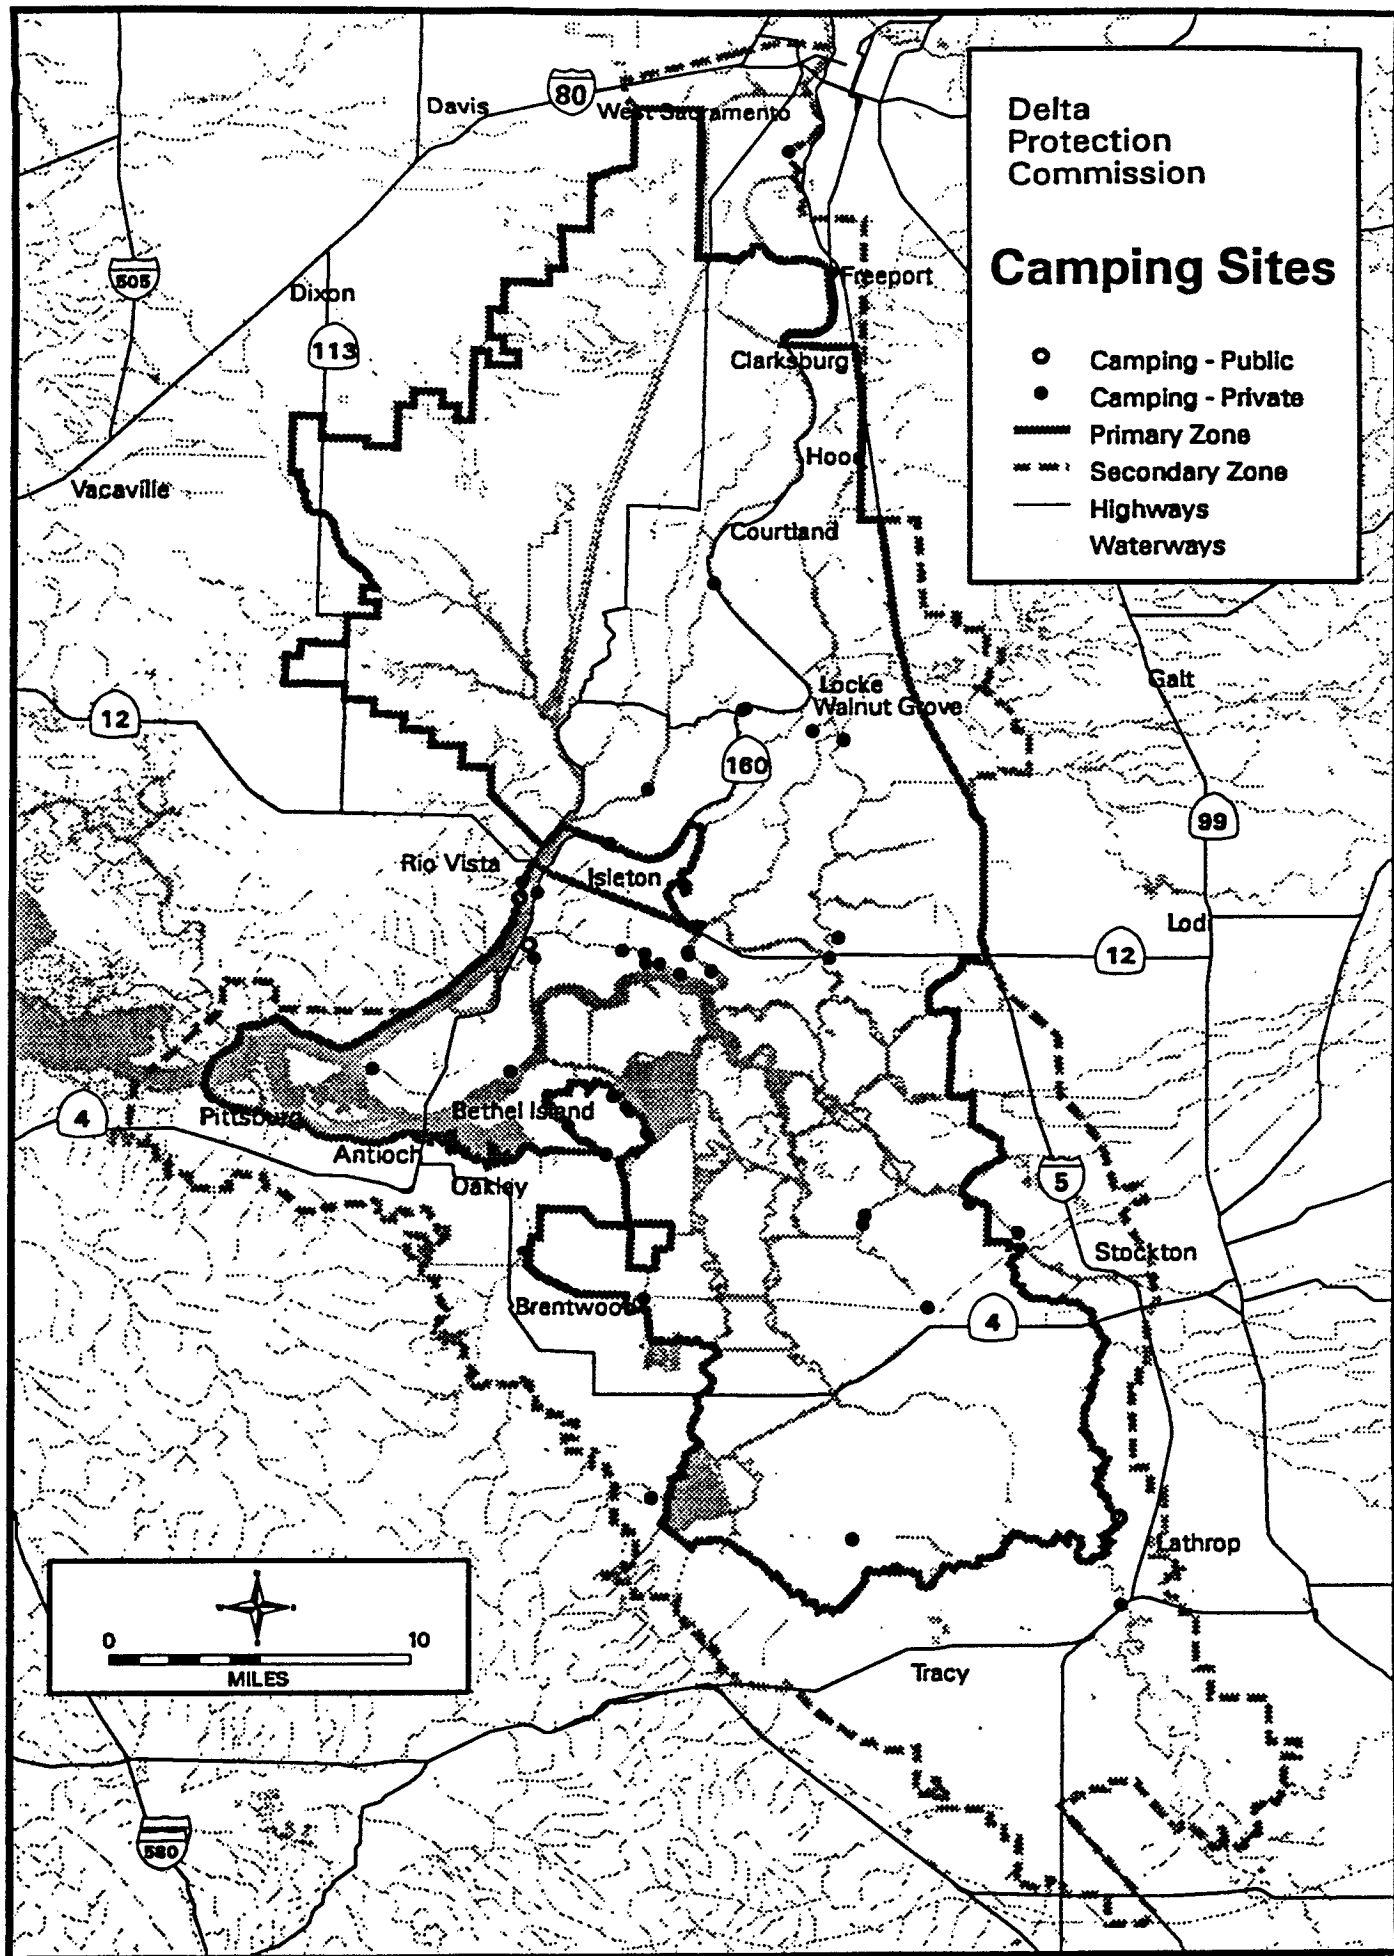 Delta
Protection
Commission
Camping Sites
Camping - Public
Camping - Private
Primary Zone
Secondary Zone
Highways
Waterways
80
Davis
West Sacramento
505
Dixon
113
Freeport
Clarksburg
Hood
Vacaville
Courtland
Galt
Locke
Walnut Grove
12
160
99
Rio Vista
Isleton
Lodi
12
4
Pittsburg
Bethel Island
Antioch
Oakley
5
Stockton
Brentwood
4
Lathrop
0 10
MILES
Tracy
580